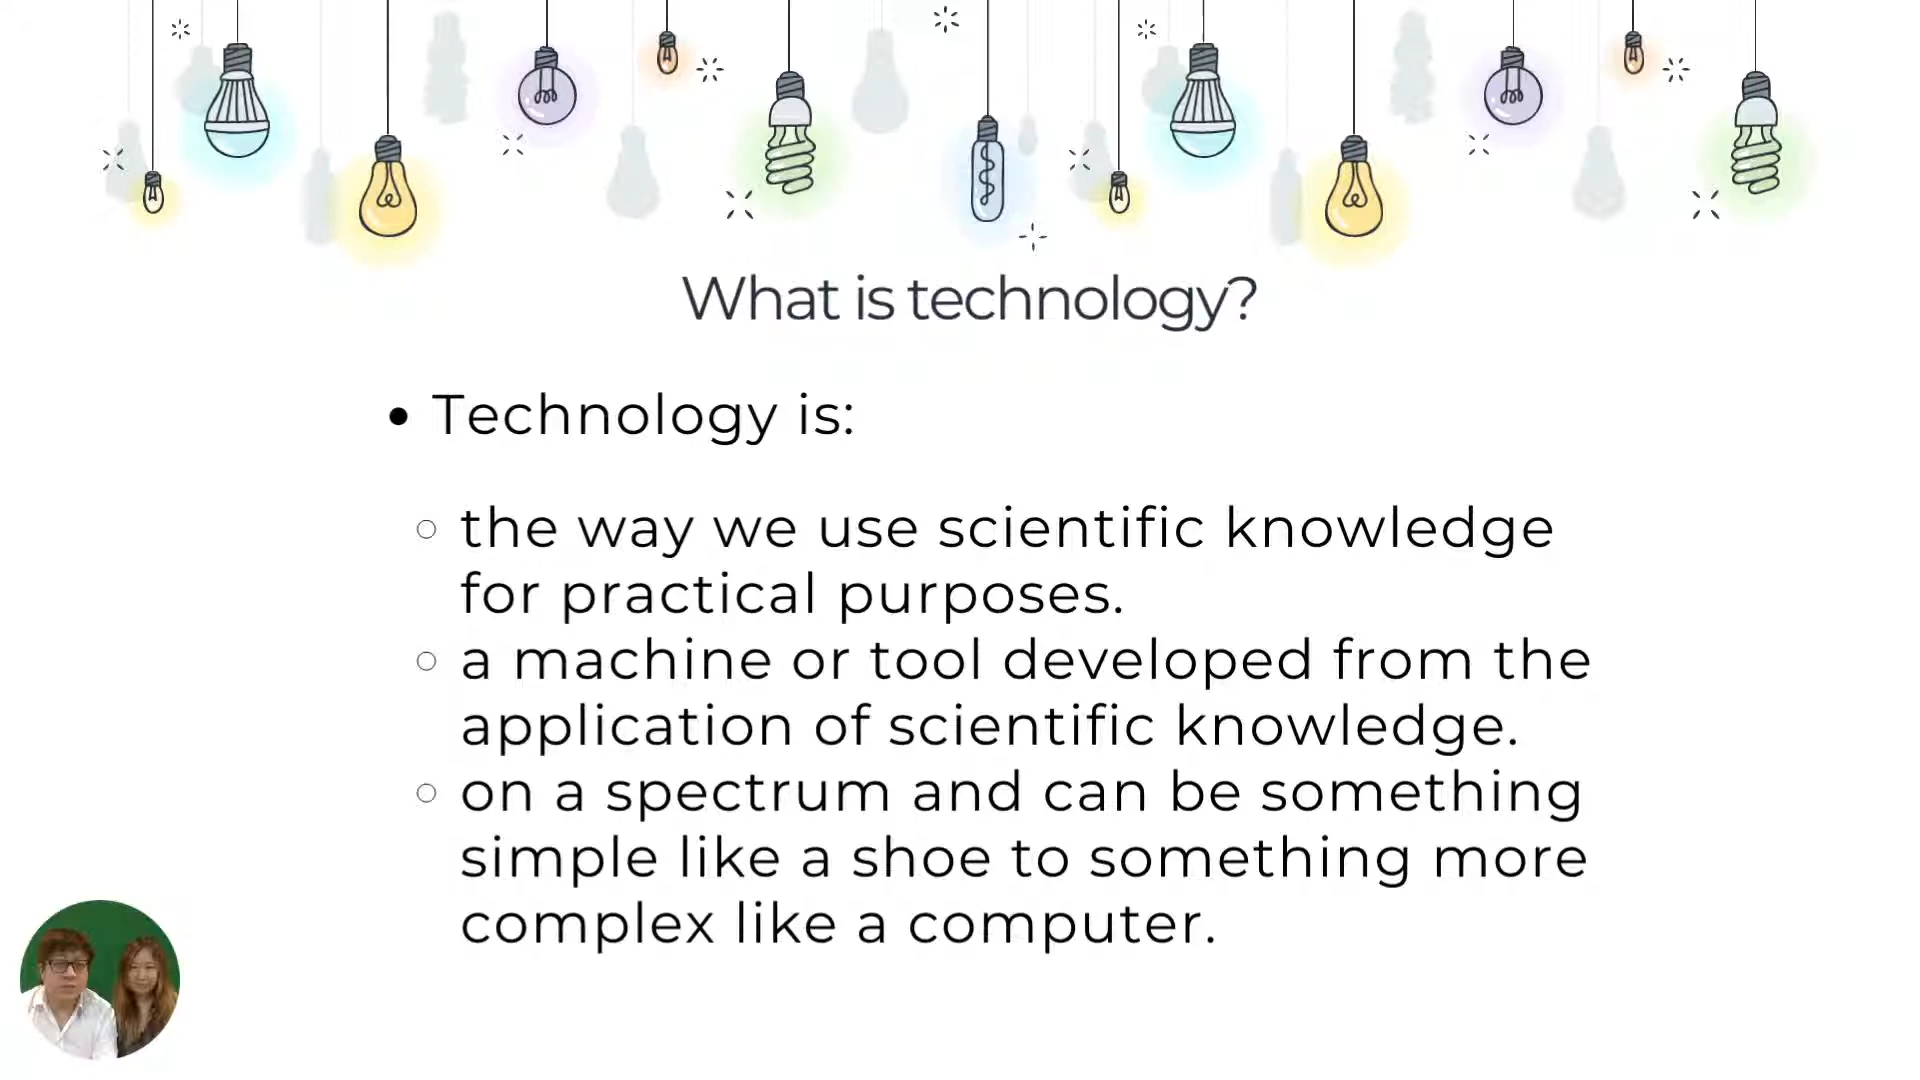 What is technology?
• Technology is:
○ the way we use scientific knowledge
for practical purposes.
○ a machine or tool developed from the
application of scientific knowledge.
○ on a spectrum and can be something
simple like a shoe to something more
complex like a computer.